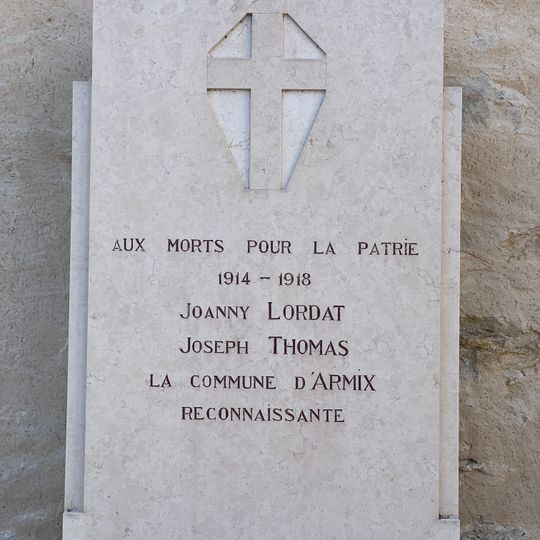 AUX MORTS POUR LA PATRIE
1914 - 1918
JOANNY LORDAT
JOSEPH THOMAS
LA COMMUNE D'ARMIX
RECONNAISSANTE